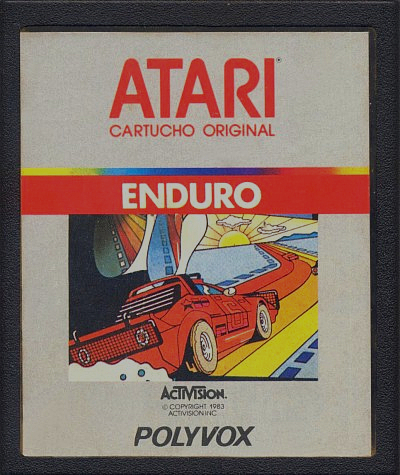 ATARI
CARTUCHO ORIGINAL
ENDURO
ACTIVISION.
© COPYRIGHT 1983
ACTIVISION INC
POLYVOX